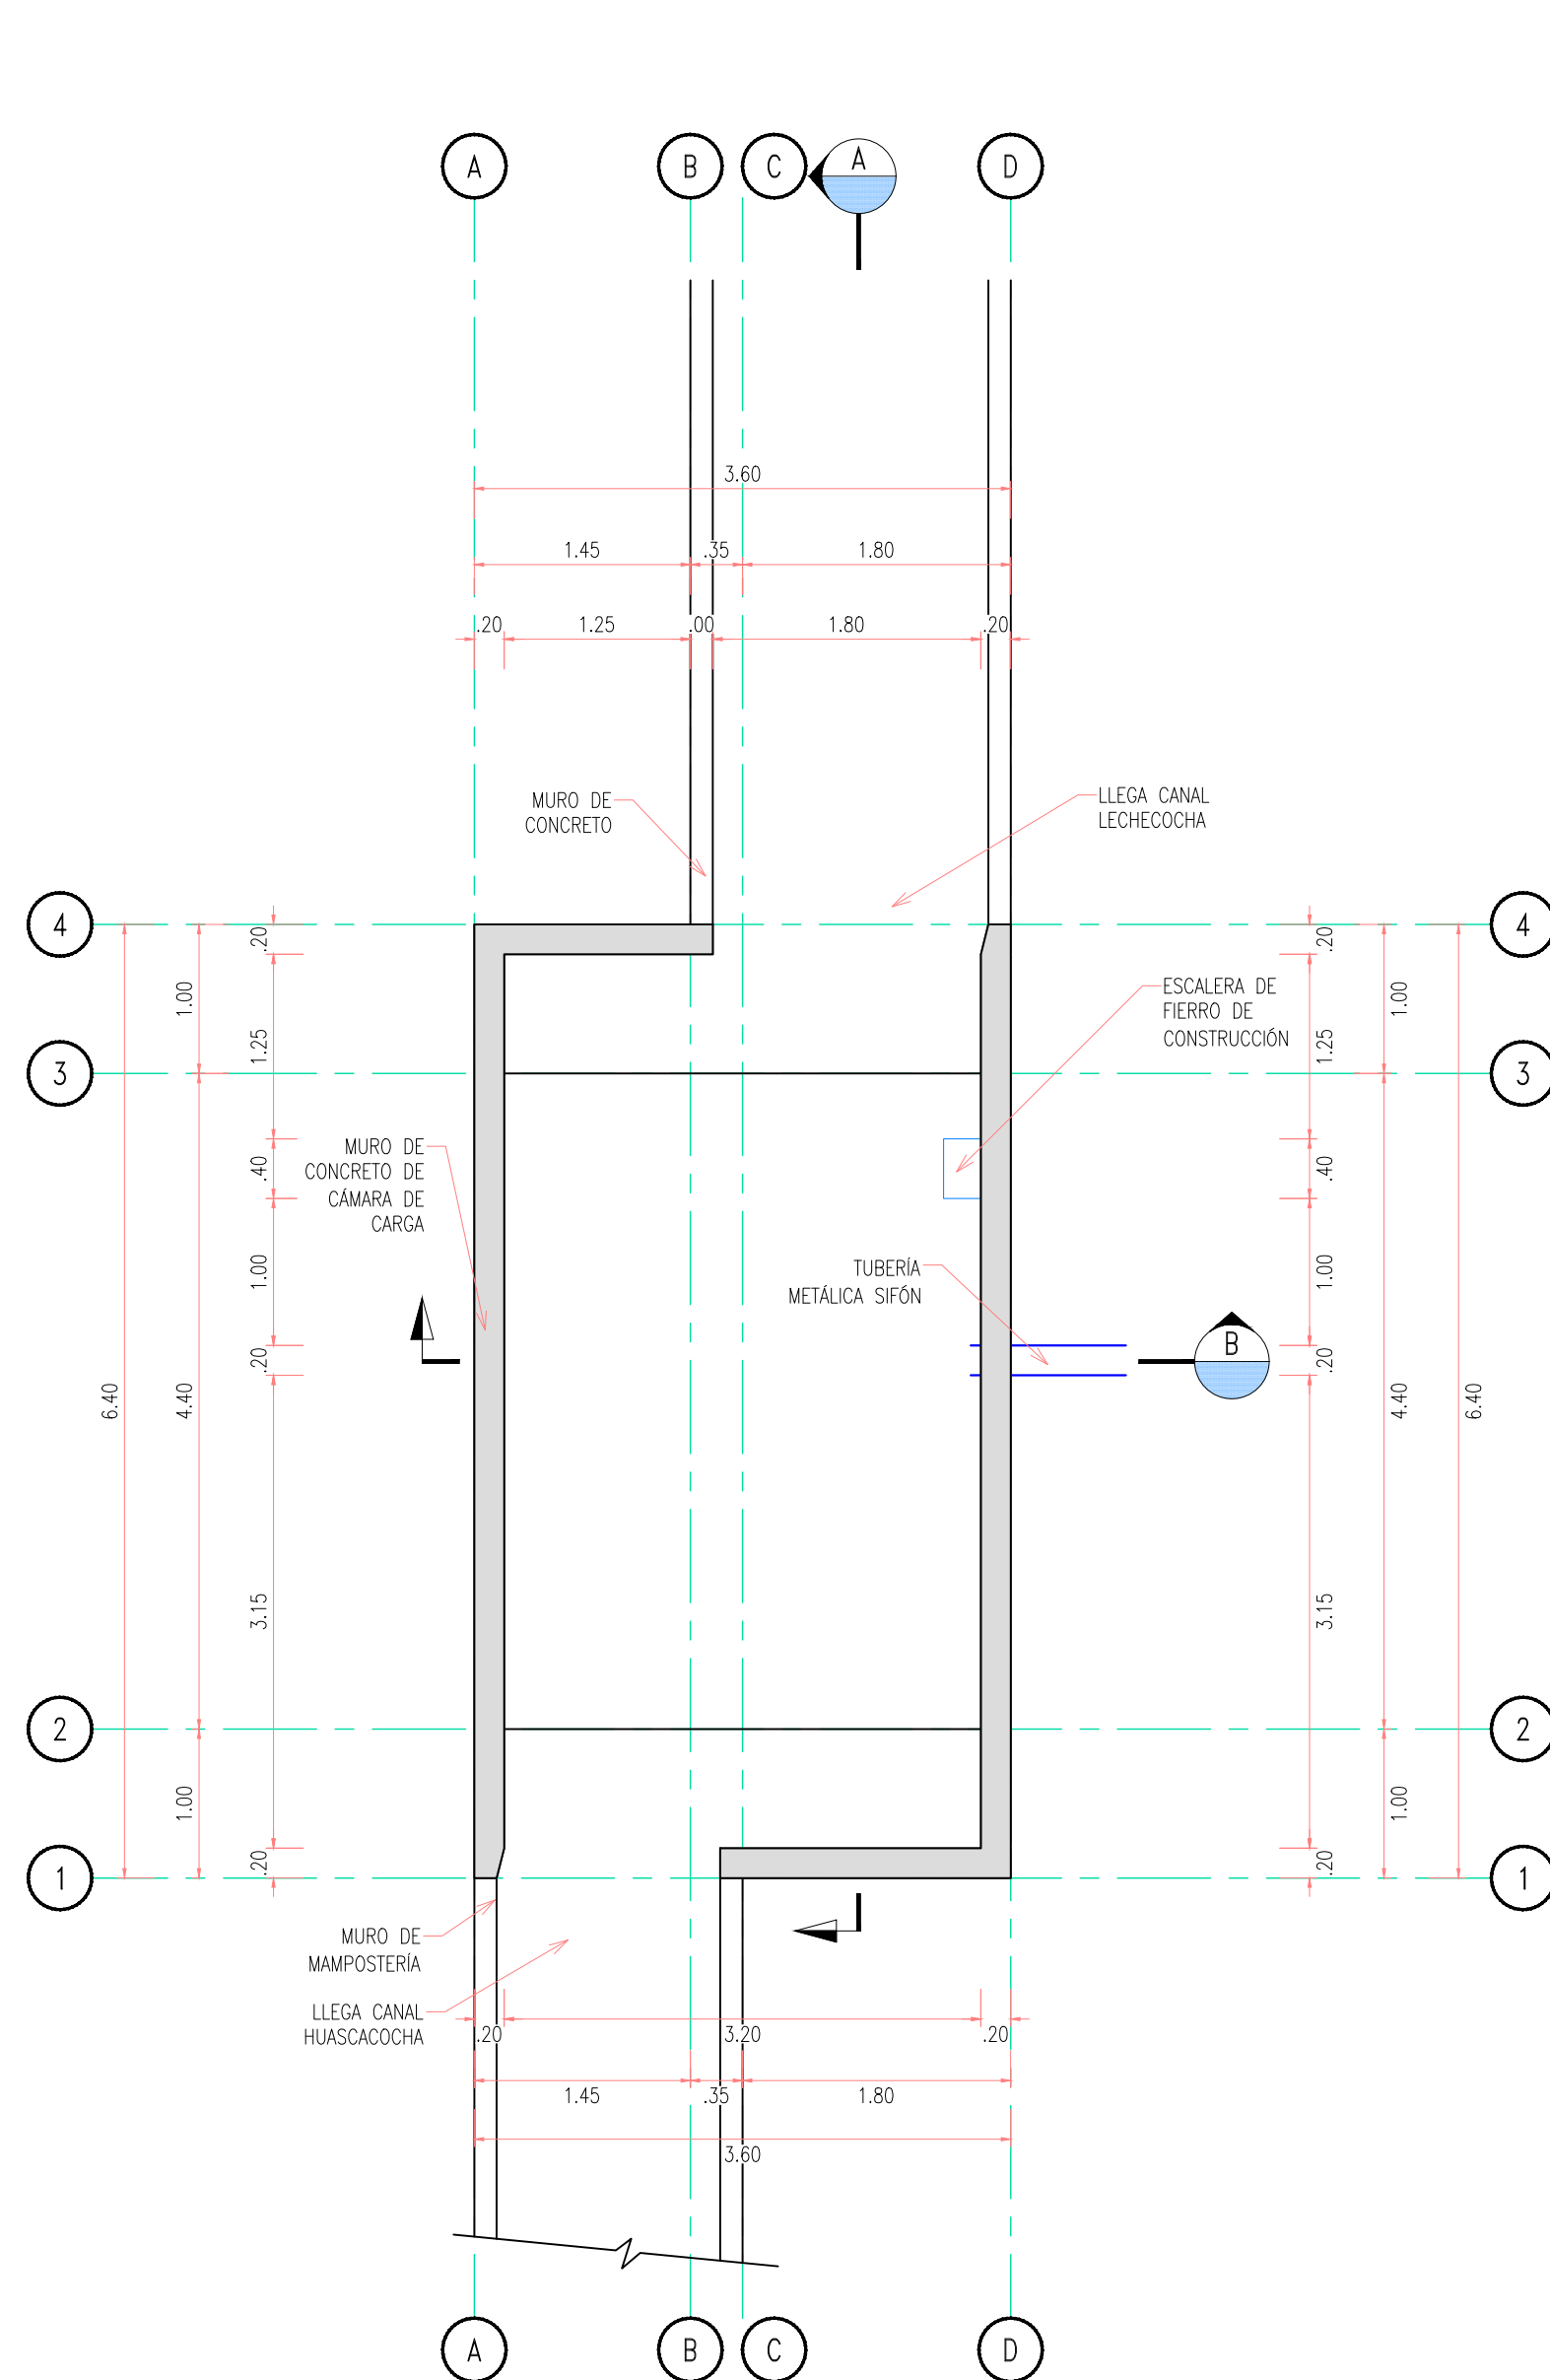 A
B
C
A
D
3.60
1.45
.35
1.80
.20
1.25
.00
1.80
.20
MURO DE
CONCRETO
LLEGA CANAL
LECHECOCHA
4
4
.20
.20
1.00
1.00
ESCALERA DE
FIERRO DE
CONSTRUCCIÓN
1.25
1.25
3
3
MURO DE
CONCRETO DE
CÁMARA DE
CARGA
.40
.40
1.00
1.00
TUBERÍA
METÁLICA SIFÓN
B
.20
.20
6.40
4.40
4.40
6.40
3.15
3.15
2
2
1.00
1.00
.20
.20
1
1
MURO DE
MAMPOSTERÍA
LLEGA CANAL
HUASCACOCHA
.20
3.20
.20
1.45
.35
1.80
3.60
A
B
C
D